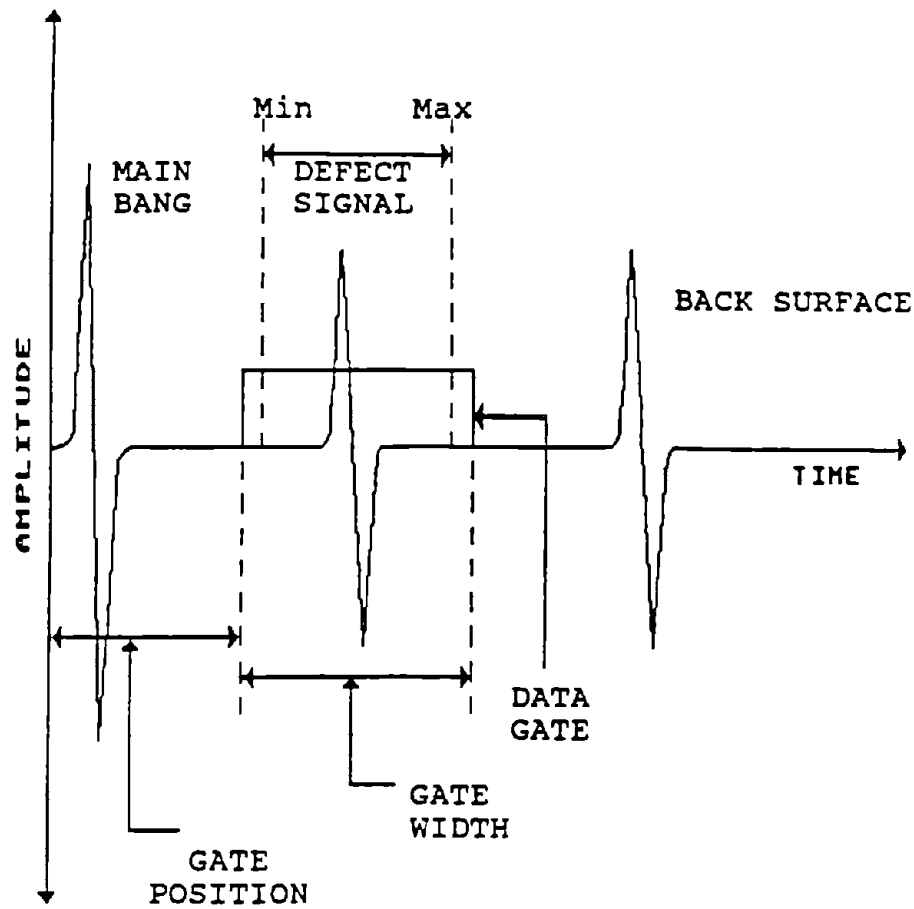 Min Max
MAIN
BANG
DEFECT
SIGNAL
BACK SURFACE
AMPLITUDE
TIME
DATA
GATE
GATE
WIDTH
GATE
POSITION